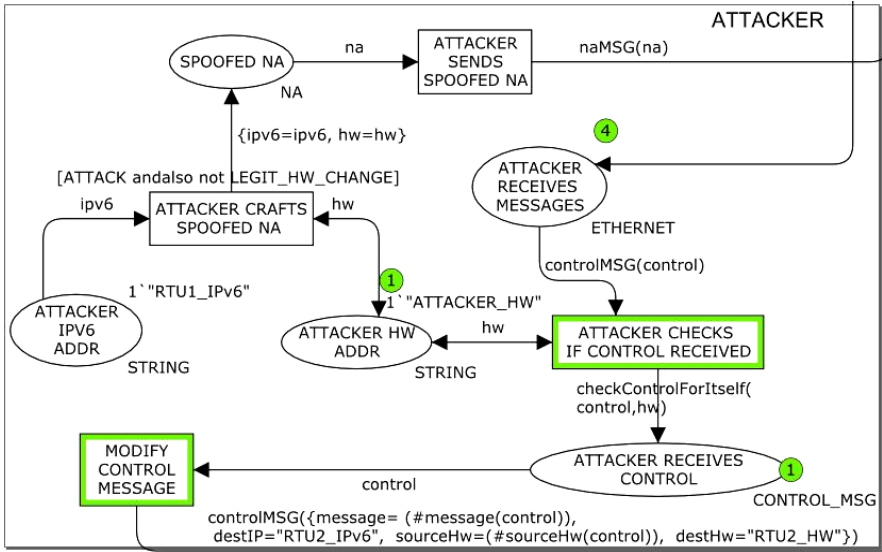 ATTACKER
SPOOFED NA
na
ATTACKER
SENDS
SPOOFED NA
naMSG(na)
NA
{ipv6=ipv6, hw=hw}
4
ATTACKER
RECEIVES
MESSAGES
[ATTACK andalso not LEGIT_HW_CHANGE]
ipv6
ATTACKER CRAFTS
SPOOFED NA
hw
ETHERNET
controlMSG(control)
1
1`"RTU1_IPv6"
1`"ATTACKER_HW"
ATTACKER
IPV6
ADDR
ATTACKER HW
ADDR
hw
ATTACKER CHECKS
IF CONTROL RECEIVED
STRING
STRING
checkControlForItself(
control,hw)
MODIFY
CONTROL
MESSAGE
control
ATTACKER RECEIVES
CONTROL
1
CONTROL_MSG
controlMSG({message= (#message(control)),
destIP="RTU2_IPv6", sourceHw=(#sourceHw(control)), destHw="RTU2_HW"})